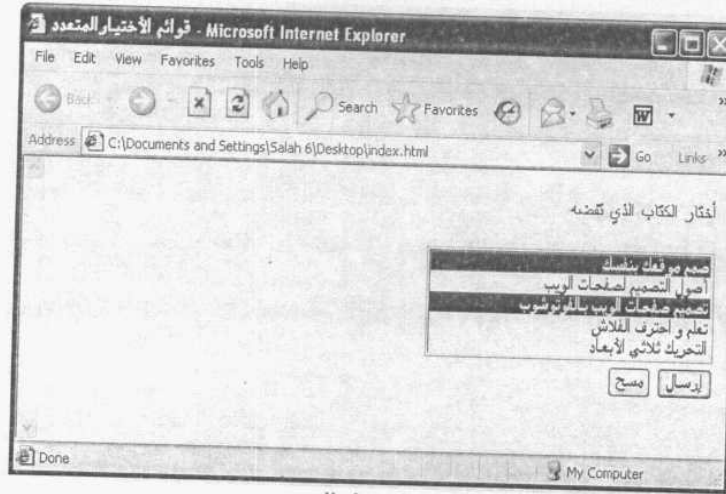 قوائم الأختيار المتعدد - Microsoft Internet Explorer
File Edit View Favorites Tools Help
Back Search Favorites
Address C:\Documents and Settings\Salah 6\Desktop\index.html Go Links »
أختار الكتاب الذي تفضله
صمم موقعك بنفسك
أصول التصميم لصفحات الويب
تصميم صفحات الويب بالفوتوشوب
تعلم و احترف الفلاش
التحريك ثلاثي الأبعاد
إرسال مسح
Done My Computer